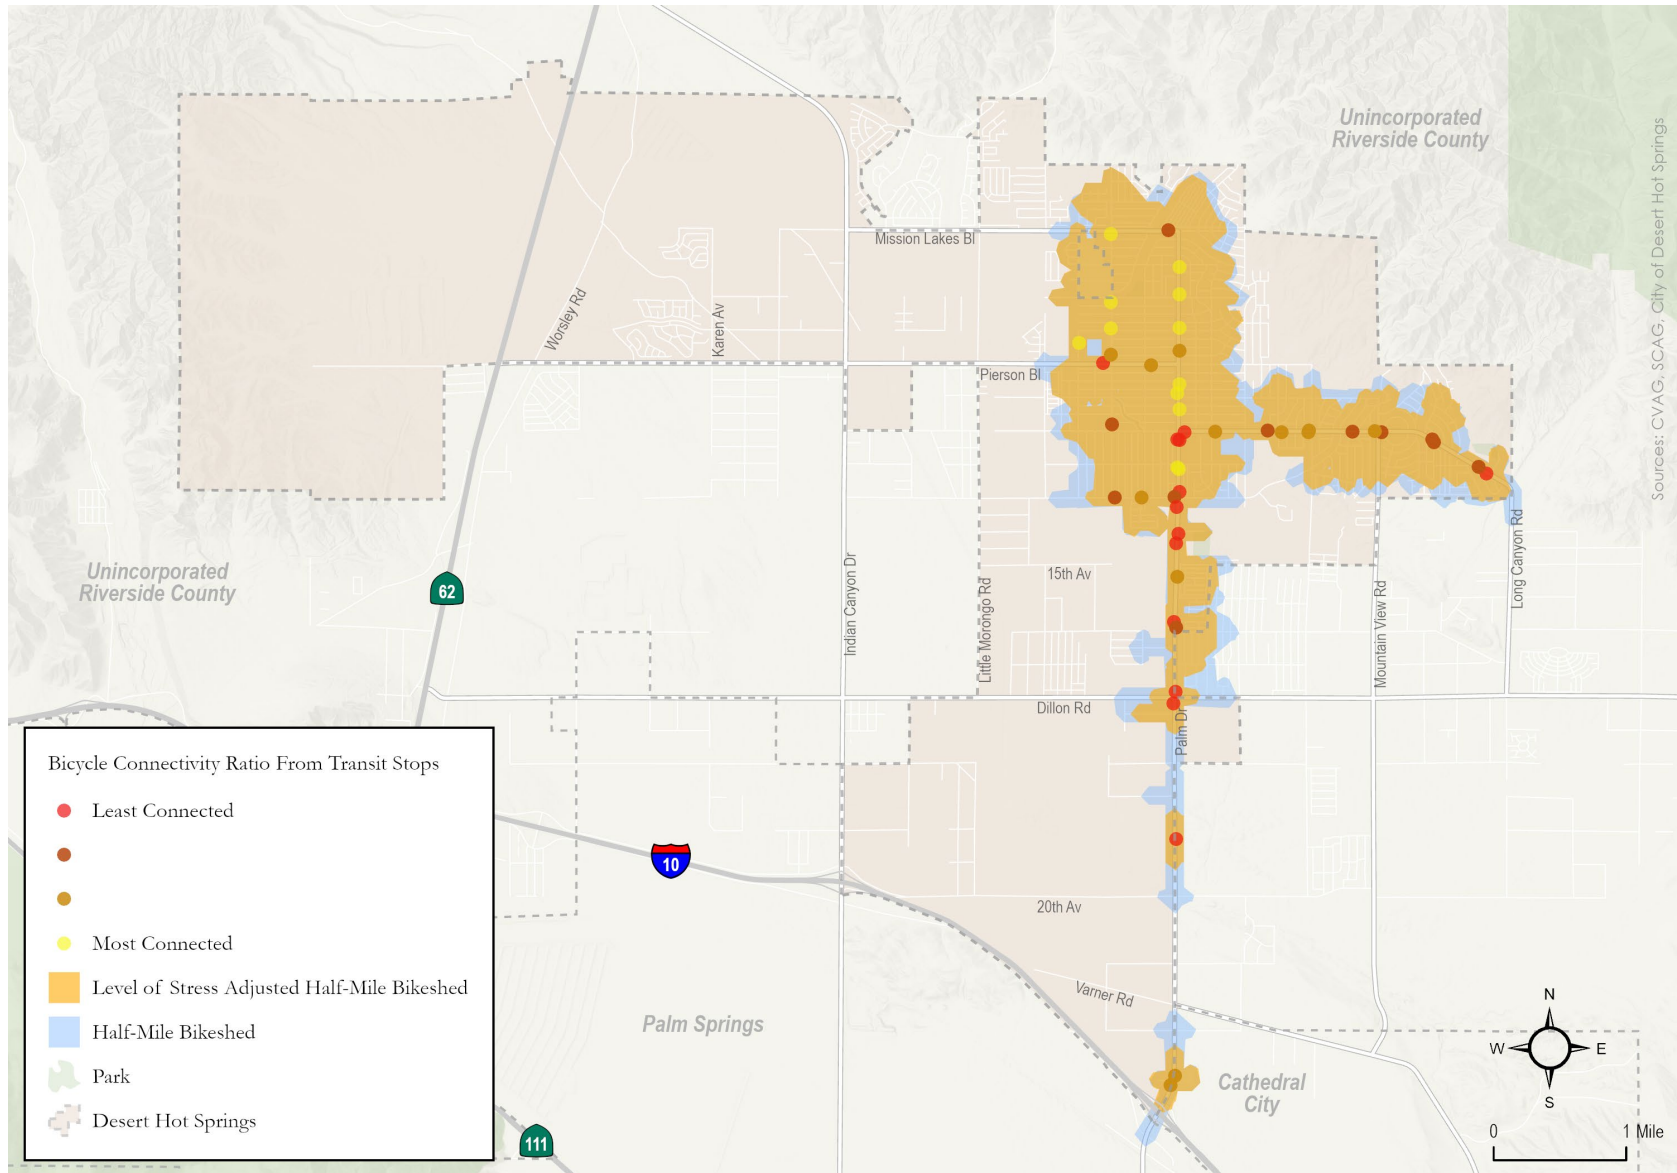 Unincorporated
Riverside County
Sources: CVAG, SCAG, City of Desert Hot Springs
Mission Lakes Bl
Worsley Rd
Karen Av
Pierson Bl
Unincorporated
Riverside County
62
Indian Canyon Dr
Little Morongo Rd
15th Av
Mountain View Rd
Long Canyon Rd
Dillon Rd
Palm Dr
Bicycle Connectivity Ratio From Transit Stops
Least Connected
Most Connected
Level of Stress Adjusted Half-Mile Bikeshed
Half-Mile Bikeshed
Park
Desert Hot Springs
10
20th Av
Varner Rd
Palm Springs
Cathedral
City
111
N
W
E
S
0
1 Mile